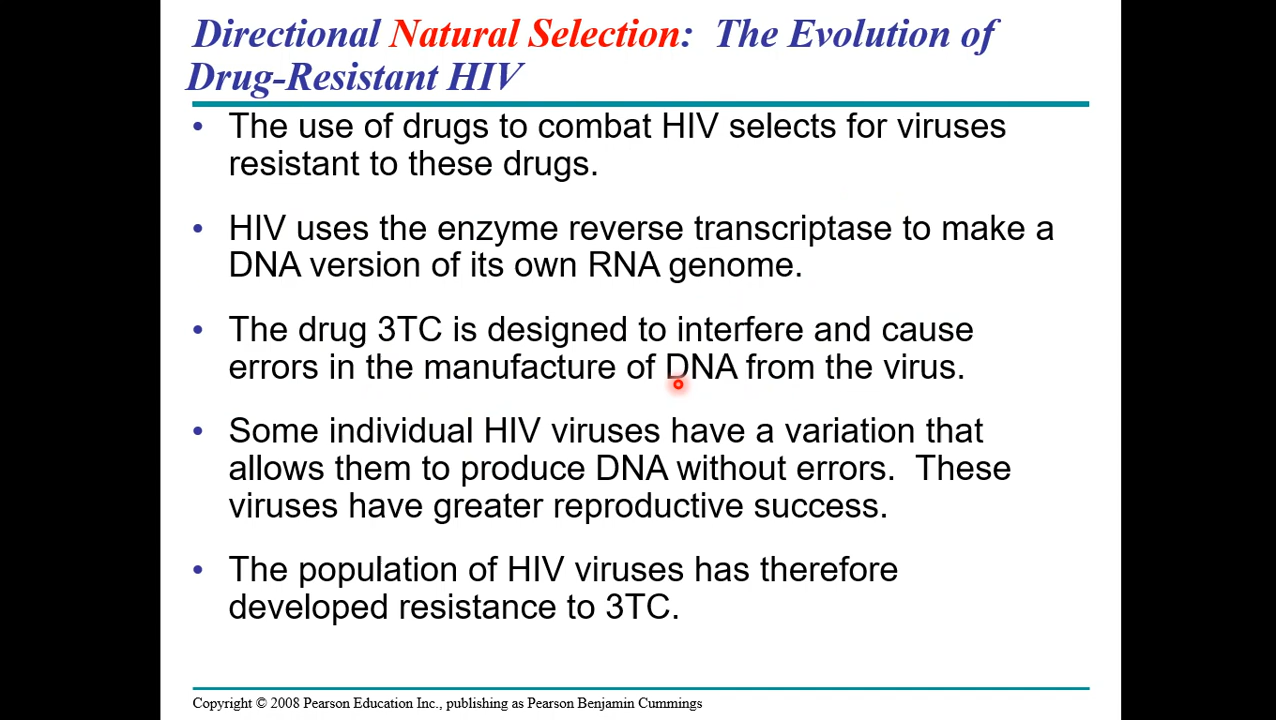 Directional Natural Selection:  The Evolution of
Drug-Resistant HIV
• The use of drugs to combat HIV selects for viruses
resistant to these drugs.
• HIV uses the enzyme reverse transcriptase to make a
DNA version of its own RNA genome.
• The drug 3TC is designed to interfere and cause
errors in the manufacture of DNA from the virus.
• Some individual HIV viruses have a variation that
allows them to produce DNA without errors.  These
viruses have greater reproductive success.
• The population of HIV viruses has therefore
developed resistance to 3TC.
Copyright © 2008 Pearson Education Inc., publishing as Pearson Benjamin Cummings